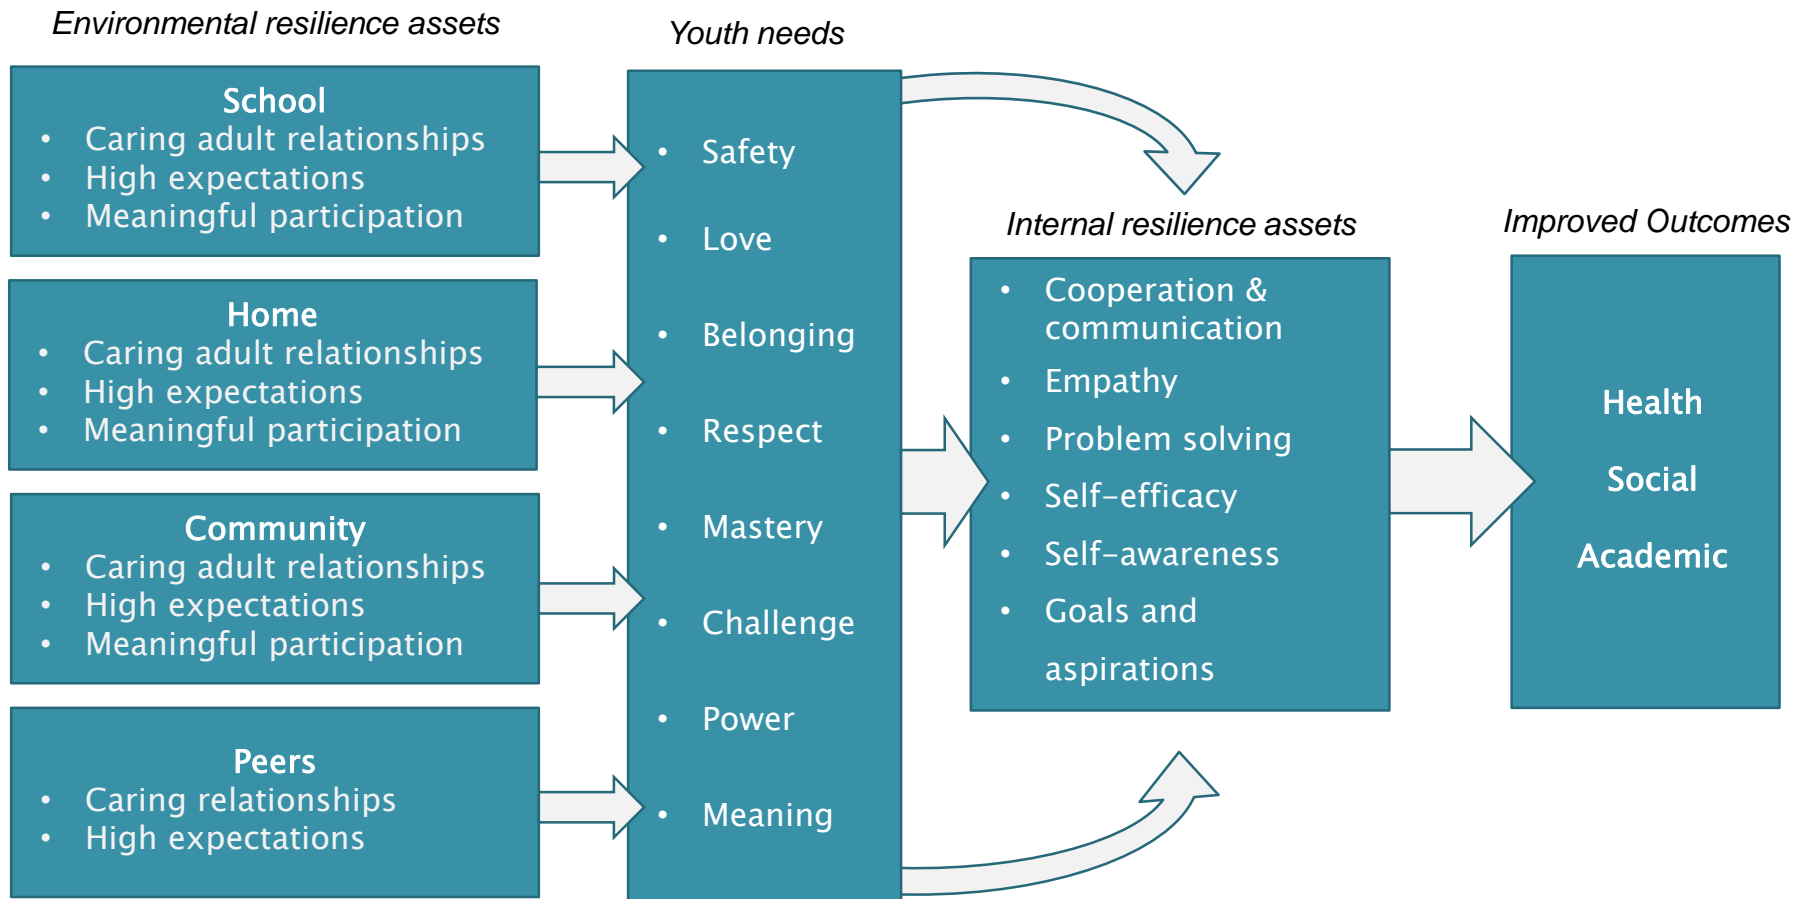 Environmental resilience assets
School
• Caring adult relationships
• High expectations
• Meaningful participation
Home
• Caring adult relationships
• High expectations
• Meaningful participation
Community
• Caring adult relationships
• High expectations
• Meaningful participation
Peers
• Caring relationships
• High expectations
Youth needs
• Safety
• Love
• Belonging
• Respect
• Mastery
• Challenge
• Power
• Meaning
Internal resilience assets
• Cooperation &
communication
• Empathy
• Problem solving
• Self-efficacy
• Self-awareness
• Goals and
aspirations
Improved Outcomes
Health
Social
Academic